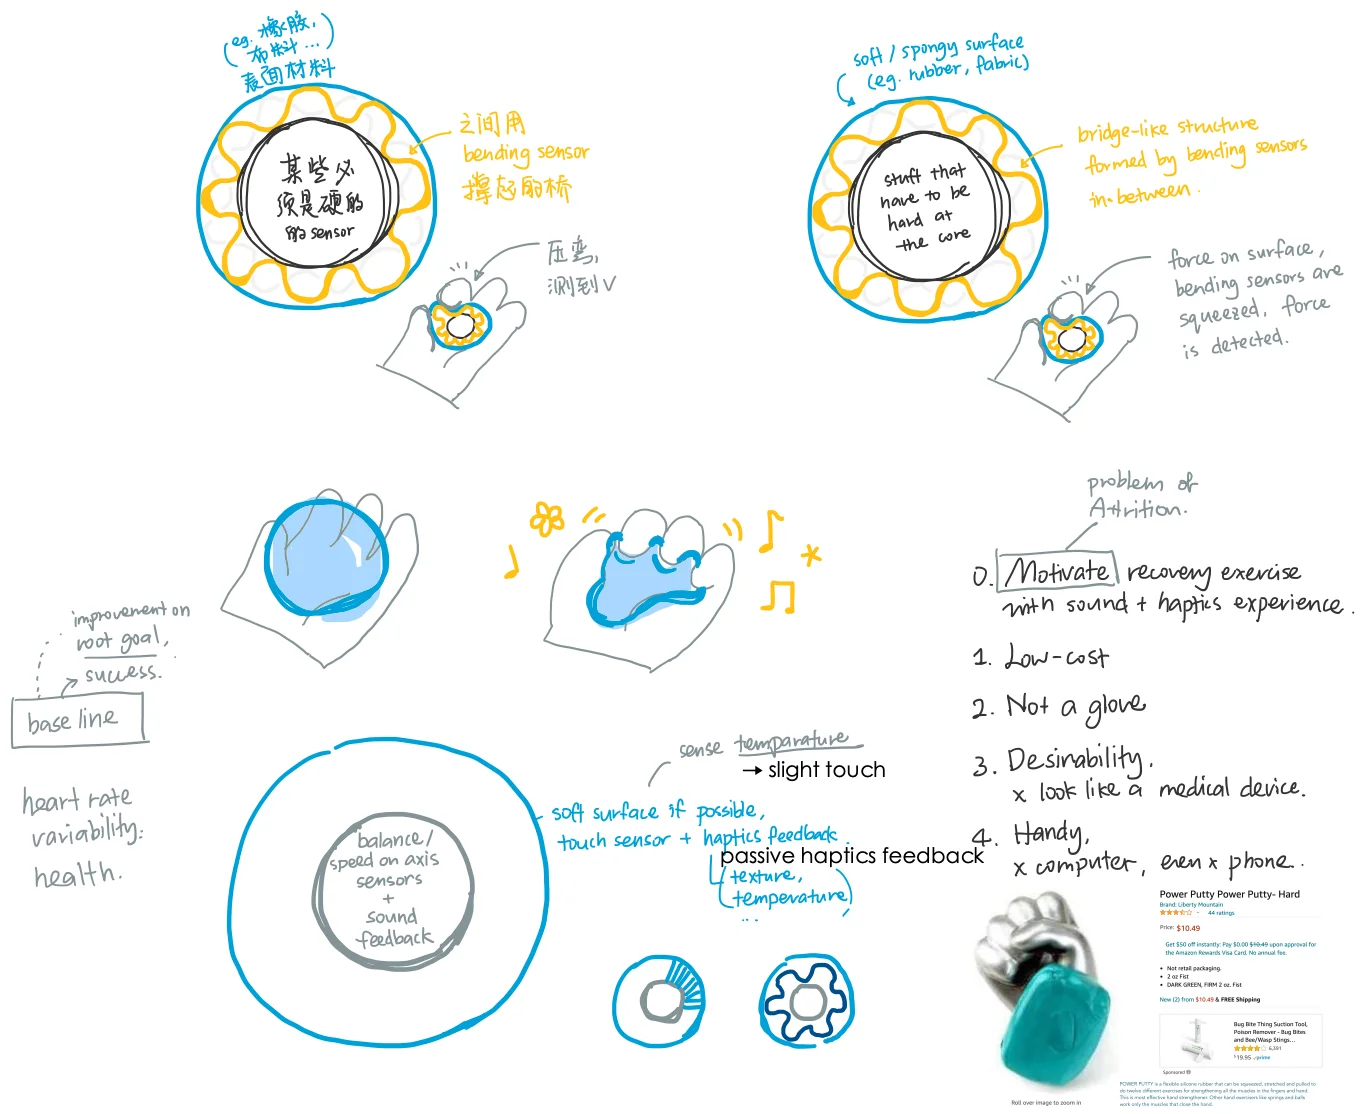 (eg. 橡胶,
布料...)
表面材料
之间用
bending sensor
撑起的桥
某些必
须是硬的
的sensor
压弯,
测到√
soft / spongy surface
(eg. rubber, fabric)
bridge-like structure
formed by bending sensors
in-between.
stuff that
have to be
hard at
the core
force on surface,
bending sensors are
squeezed, force
is detected.
problem of
Attrition.
0. Motivate recovery exercise
with sound + haptics experience.
1. Low-cost
2. Not a glove
3. Desirability,
x look like a medical device.
4. Handy,
x computer, even x phone.
improvement on
root goal,
success.
base line
heart rate
variability.
health.
balance/
speed on axis
sensors
+
sound
feedback
sense temparature
→ slight touch
soft surface if possible,
touch sensor + haptics feedback.
passive haptics feedback
(texture,
temperature)
...
Power Putty Power Putty- Hard
Brand: Liberty Mountain
44 ratings
Price: $10.49
Get $50 off instantly: Pay $0.00 $10.49 upon approval for
the Amazon Rewards Visa Card. No annual fee.
• Not retail packaging.
• 2 oz Fist
• DARK GREEN, FIRM 2 oz. Fist
New (2) from $10.49 & FREE Shipping
Bug Bite Thing Suction Tool,
Poison Remover - Bug Bites
and Bee/Wasp Stings...
6,391
$19.95 prime
Sponsored
Roll over image to zoom in
POWER PUTTY is a flexible silicone rubber that can be squeezed, stretched and pulled to
do twelve different exercises for strengthening all the muscles in the fingers and hand.
This is most effective hand strengthener. Other hand exercisers like springs and balls
work only the muscles that close the hand.